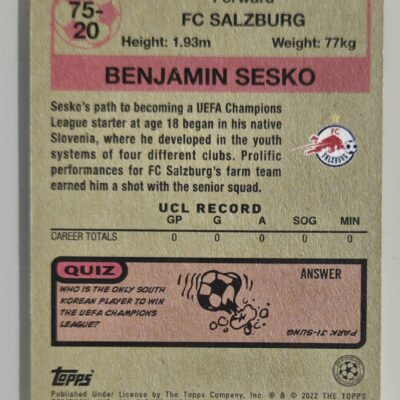 75-
20
Forward
FC SALZBURG
Height: 1.93m Weight: 77kg
BENJAMIN SESKO
Sesko's path to becoming a UEFA Champions
League starter at age 18 began in his native
Slovenia, where he developed in the youth
systems of four different clubs. Prolific
performances for FC Salzburg's farm team
earned him a shot with the senior squad.
FC
SALZBURG
UCL RECORD
GP G A SOG MIN
CAREER TOTALS 0 0 0 0 0
QUIZ
WHO IS THE ONLY SOUTH
KOREAN PLAYER TO WIN
THE UEFA CHAMPIONS
LEAGUE?
ANSWER
PARK JI-SUNG
Topps
Published Under License by The Topps Company, Inc. ® & © 2022 The Topps